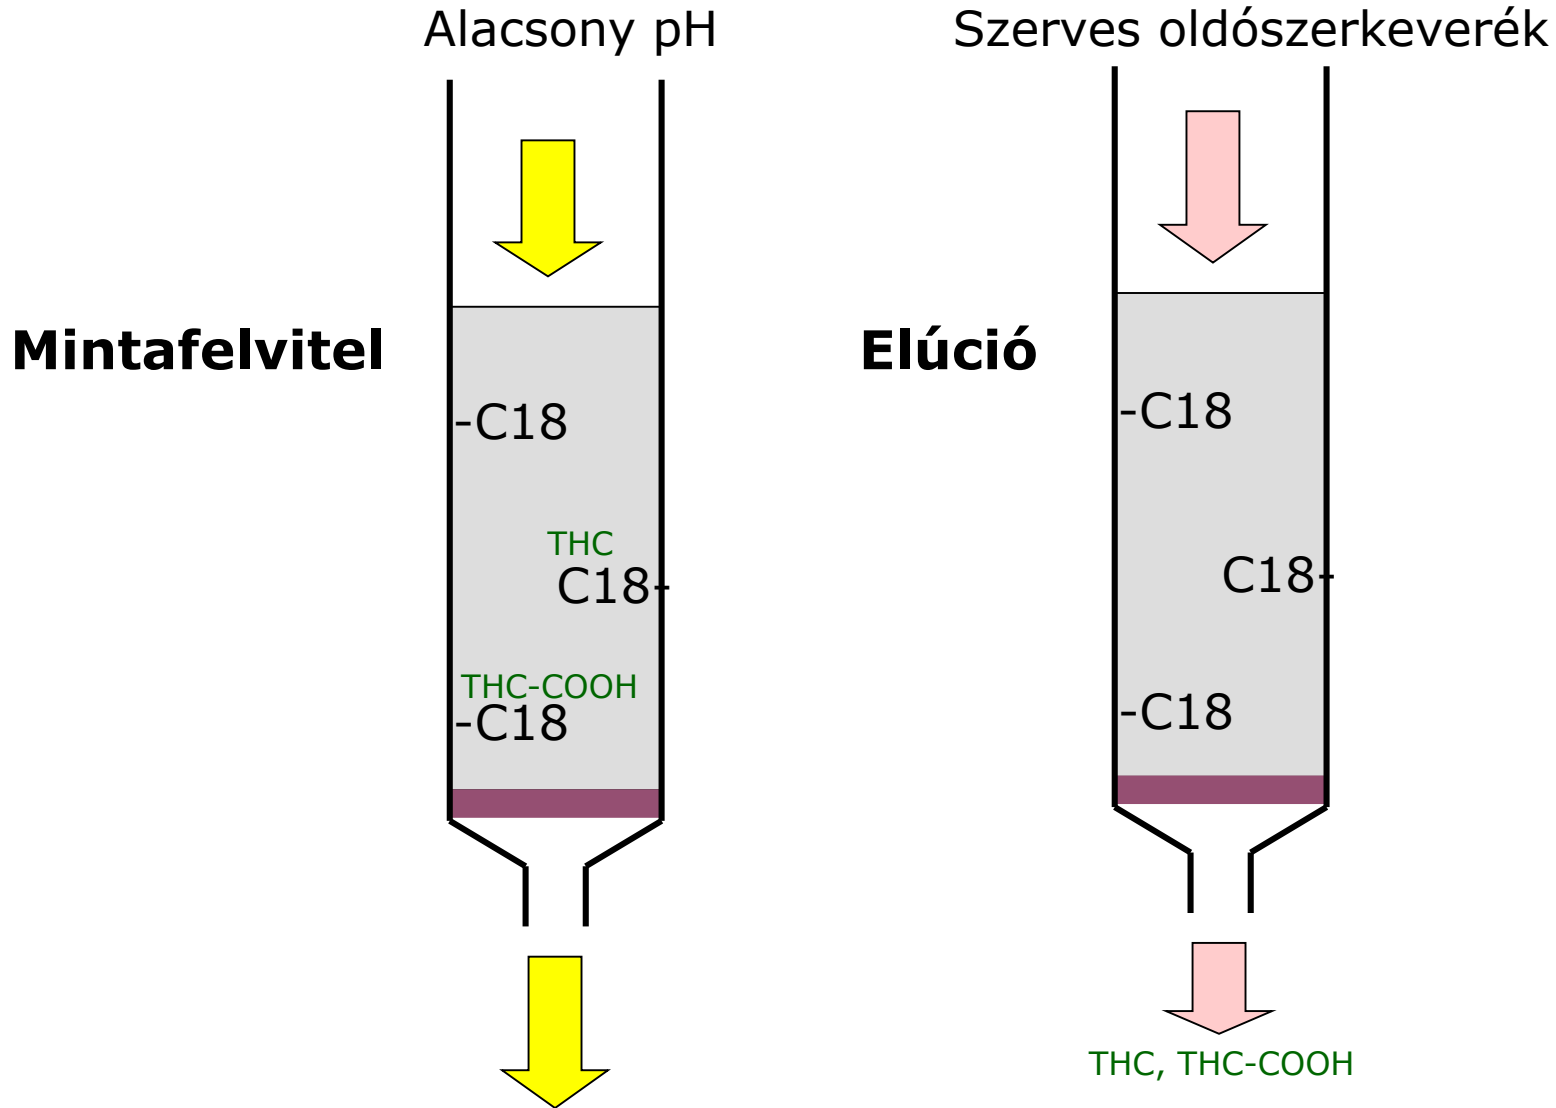 Alacsony pH
Mintafelvitel
-C18
THC
C18-
THC-COOH
-C18
Szerves oldószerkeverék
Elúció
-C18
C18-
-C18
THC, THC-COOH